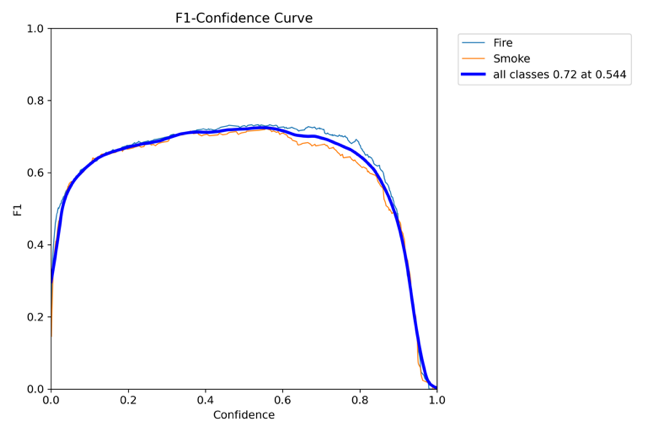 F1-Confidence Curve
Fire
Smoke
all classes 0.72 at 0.544
1.0
0.8
0.6
0.4
0.2
0.0
F1
0.0 0.2 0.4 0.6 0.8 1.0
Confidence